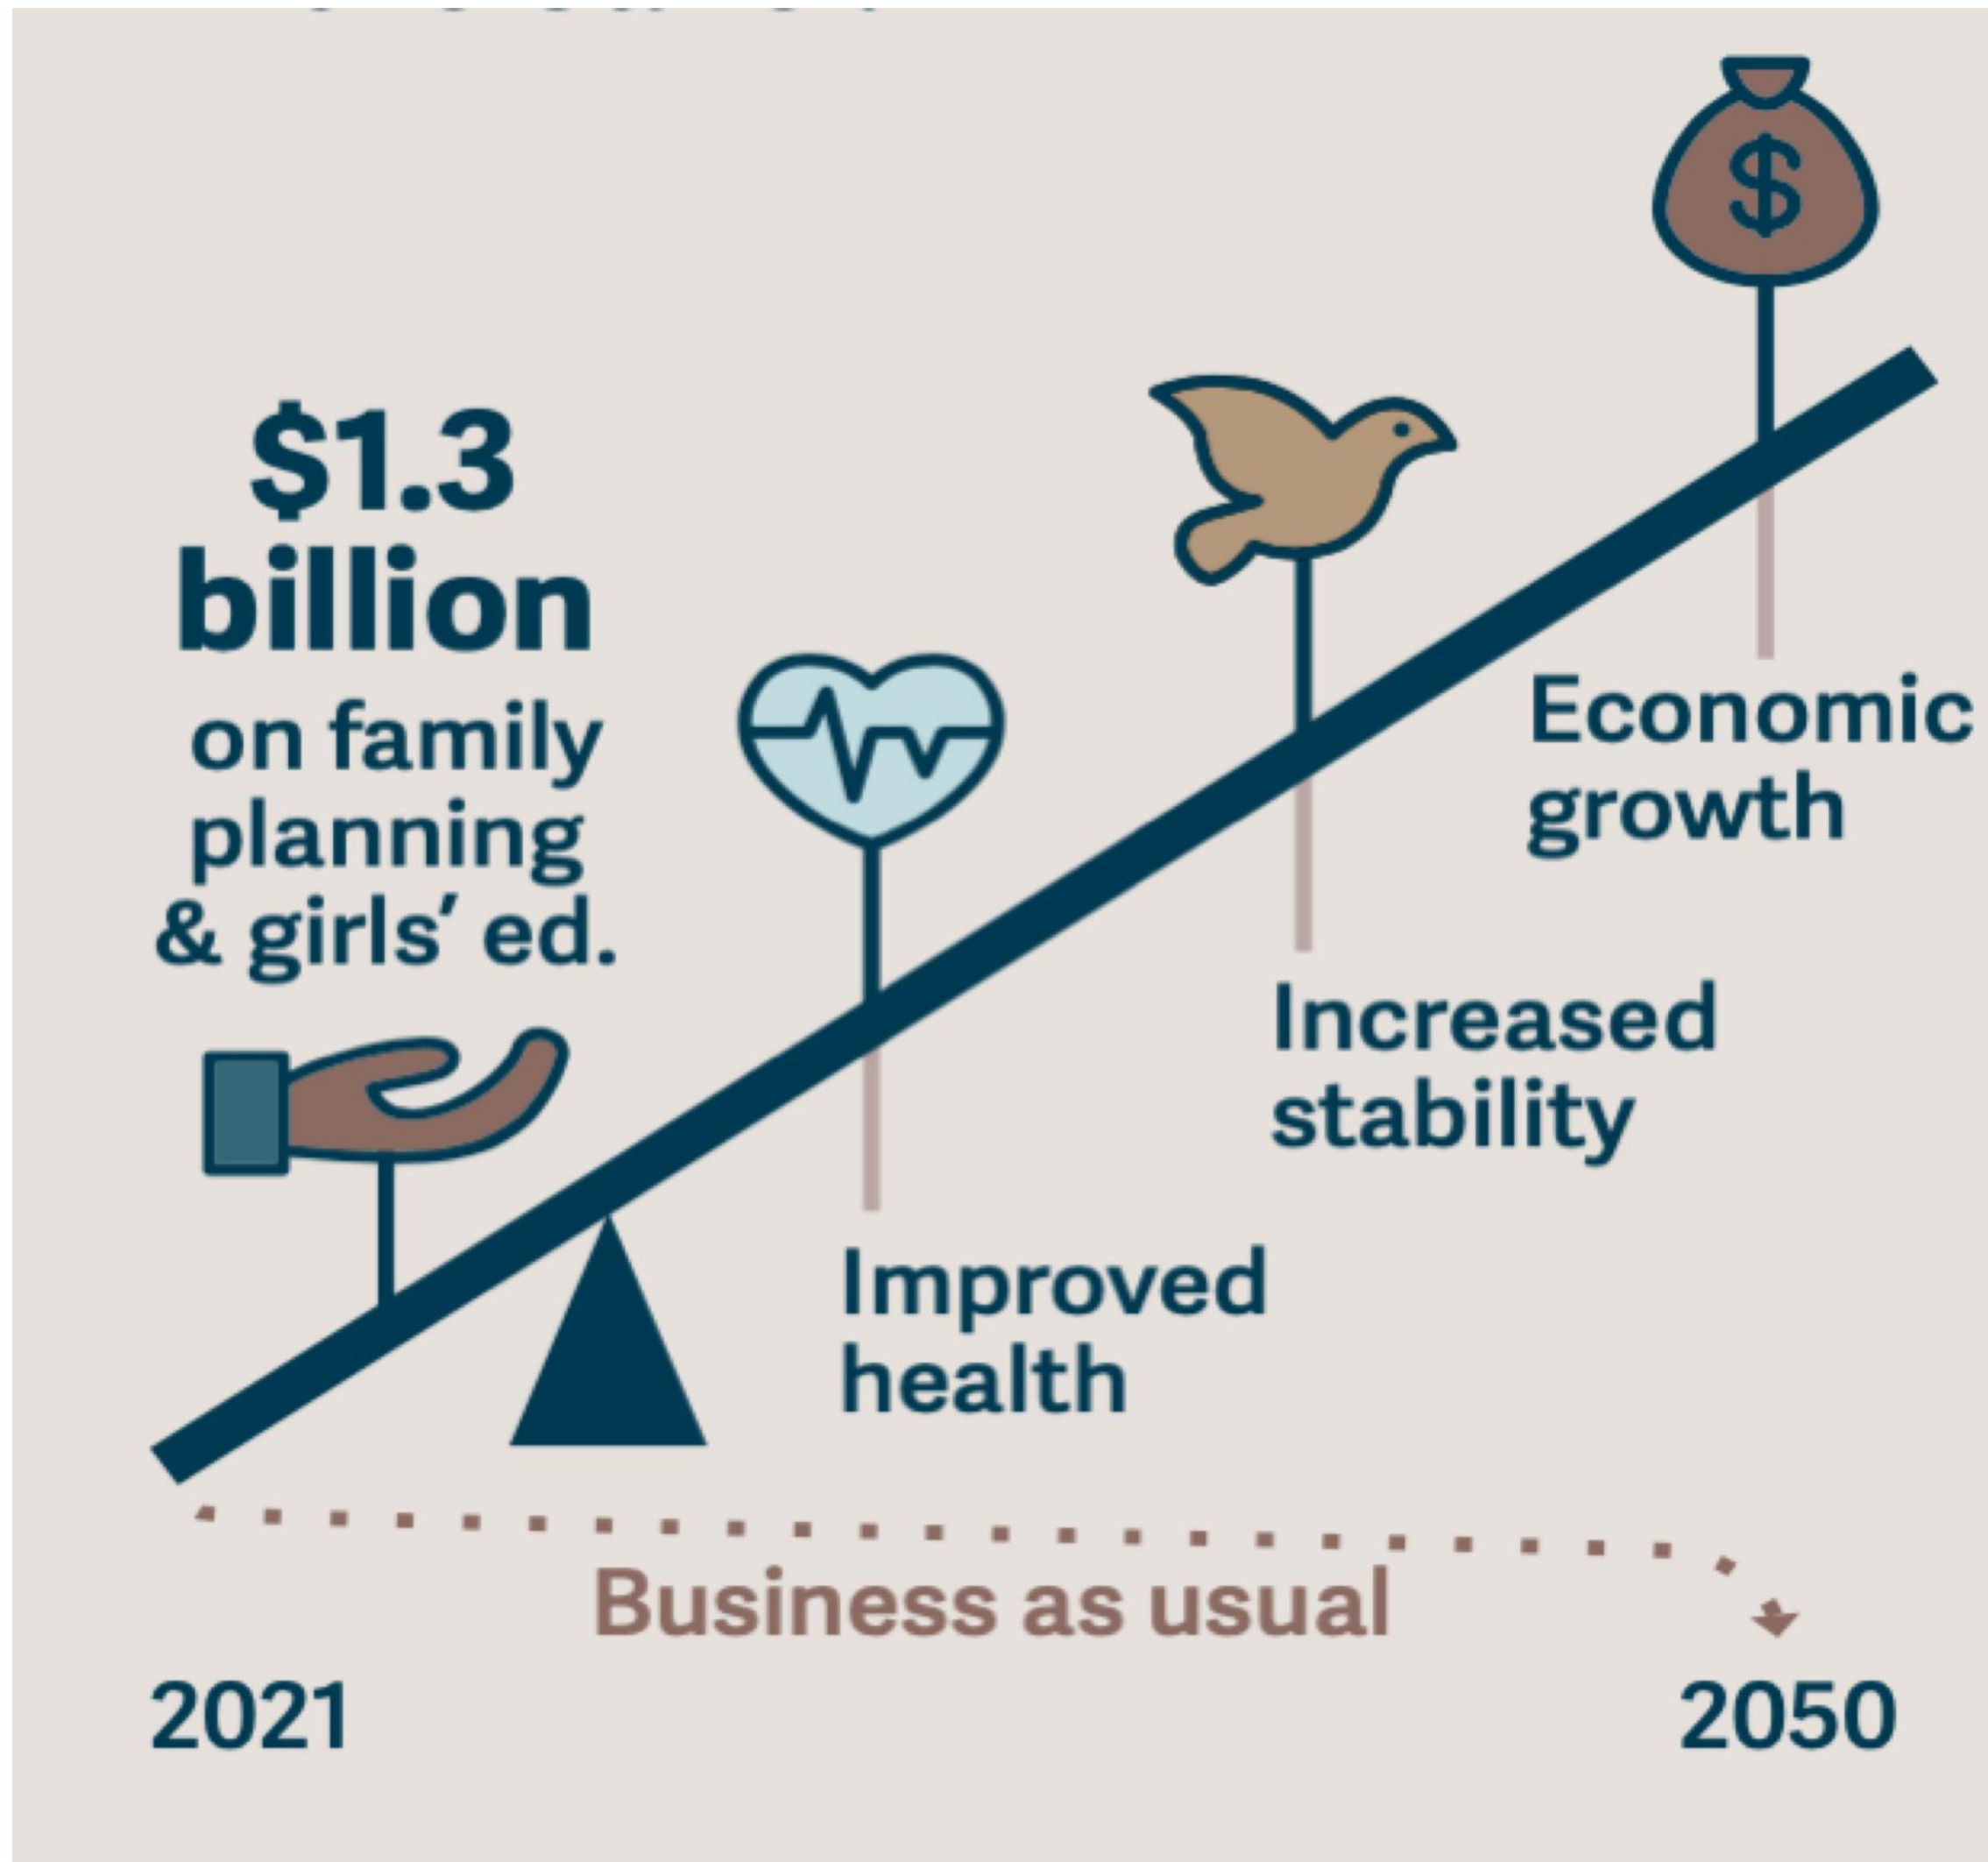 $1.3
billion
on family
planning
& girls’ ed.
$
Economic
growth
Increased
stability
Improved
health
Business as usual
2021
2050